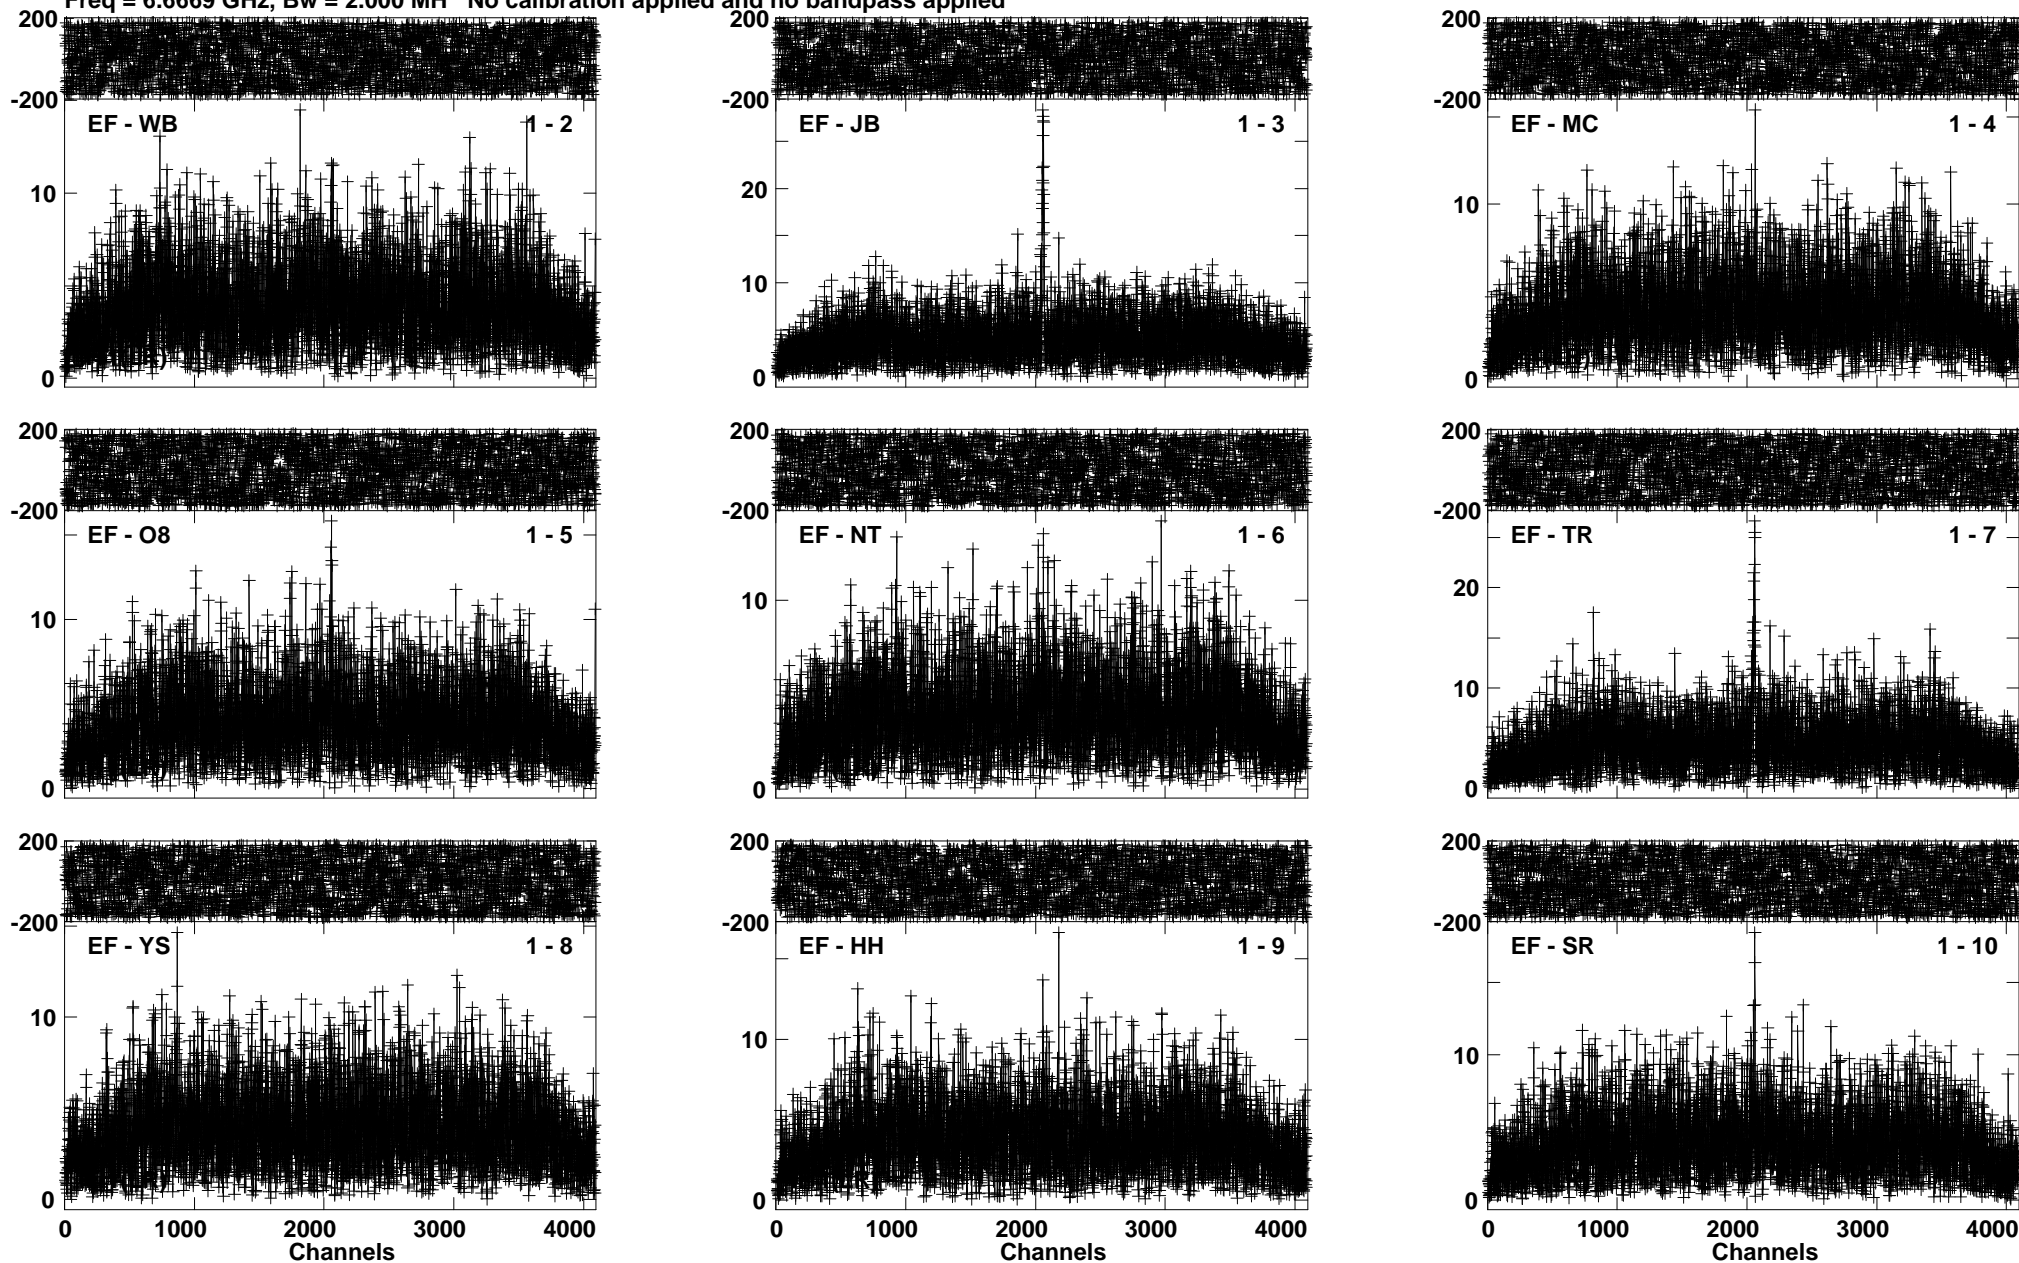 Freq = 6.6669 GHz, Bw = 2.000 MH No calibration applied and no bandpass applied
200 200 200
-200 -200 -200
EF - WB 1 - 2 EF - JB 1 - 3 EF - MC 1 - 4
20
10 10
10
0 0 0
200 200 200
-200 -200 -200
EF - O8 1 - 5 EF - NT 1 - 6 EF - TR 1 - 7
20
10 10
10
0 0 0
200 200 200
-200 -200 -200
EF - YS 1 - 8 EF - HH 1 - 9 EF - SR 1 - 10
10 10 10
0 0 0
0 1000 2000 3000 4000 0 1000 2000 3000 4000 0 1000 2000 3000 4000
Channels Channels Channels